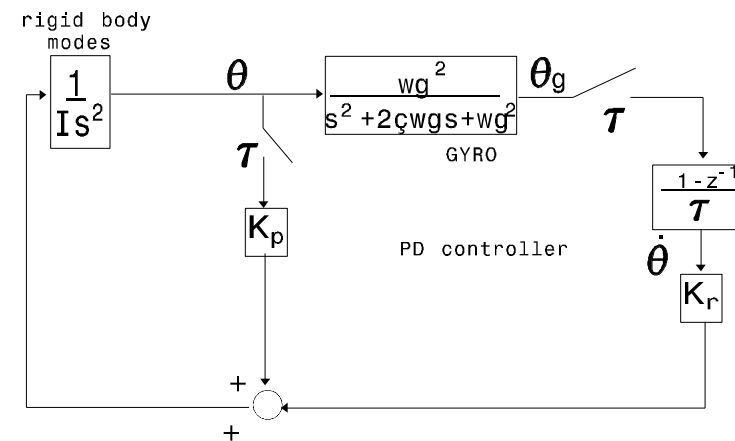 rigid body
modes
1
Is²
θ
wg²
s² +2çwgs+wg²
GYRO
θg
τ
τ
1-z⁻¹
τ
Kp
PD controller
θ̇
Kr
+
+